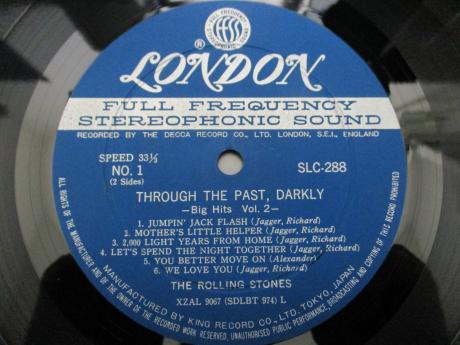 FULL FREQUENCY
ffss
STEREOPHONIC SOUND
®
LONDON
FULL FREQUENCY
STEREOPHONIC SOUND
RECORDED BY THE DECCA RECORD CO., LTD. LONDON, S.E.I., ENGLAND
SPEED 33⅓
NO. 1
(2 Sides)
SLC-288
THROUGH THE PAST, DARKLY
—Big Hits Vol. 2—
1. JUMPIN' JACK FLASH (Jagger, Richard)
2. MOTHER'S LITTLE HELPER (Jagger, Richard)
3. 2,000 LIGHT YEARS FROM HOME (Jagger, Richard)
4. LET'S SPEND THE NIGHT TOGETHER (Jagger, Richard)
5. YOU BETTER MOVE ON (Alexander)
6. WE LOVE YOU (Jagger, Richard)
THE ROLLING STONES
XZAL 9067 (SDLBT 974) L
MANUFACTURED BY KING RECORD CO., LTD. TOKYO, JAPAN
ALL RIGHTS OF THE MANUFACTURER AND OF THE OWNER OF THE RECORDED WORK RESERVED. UNAUTHORISED PUBLIC PERFORMANCE, BROADCASTING AND COPYING OF THIS RECORD PROHIBITED